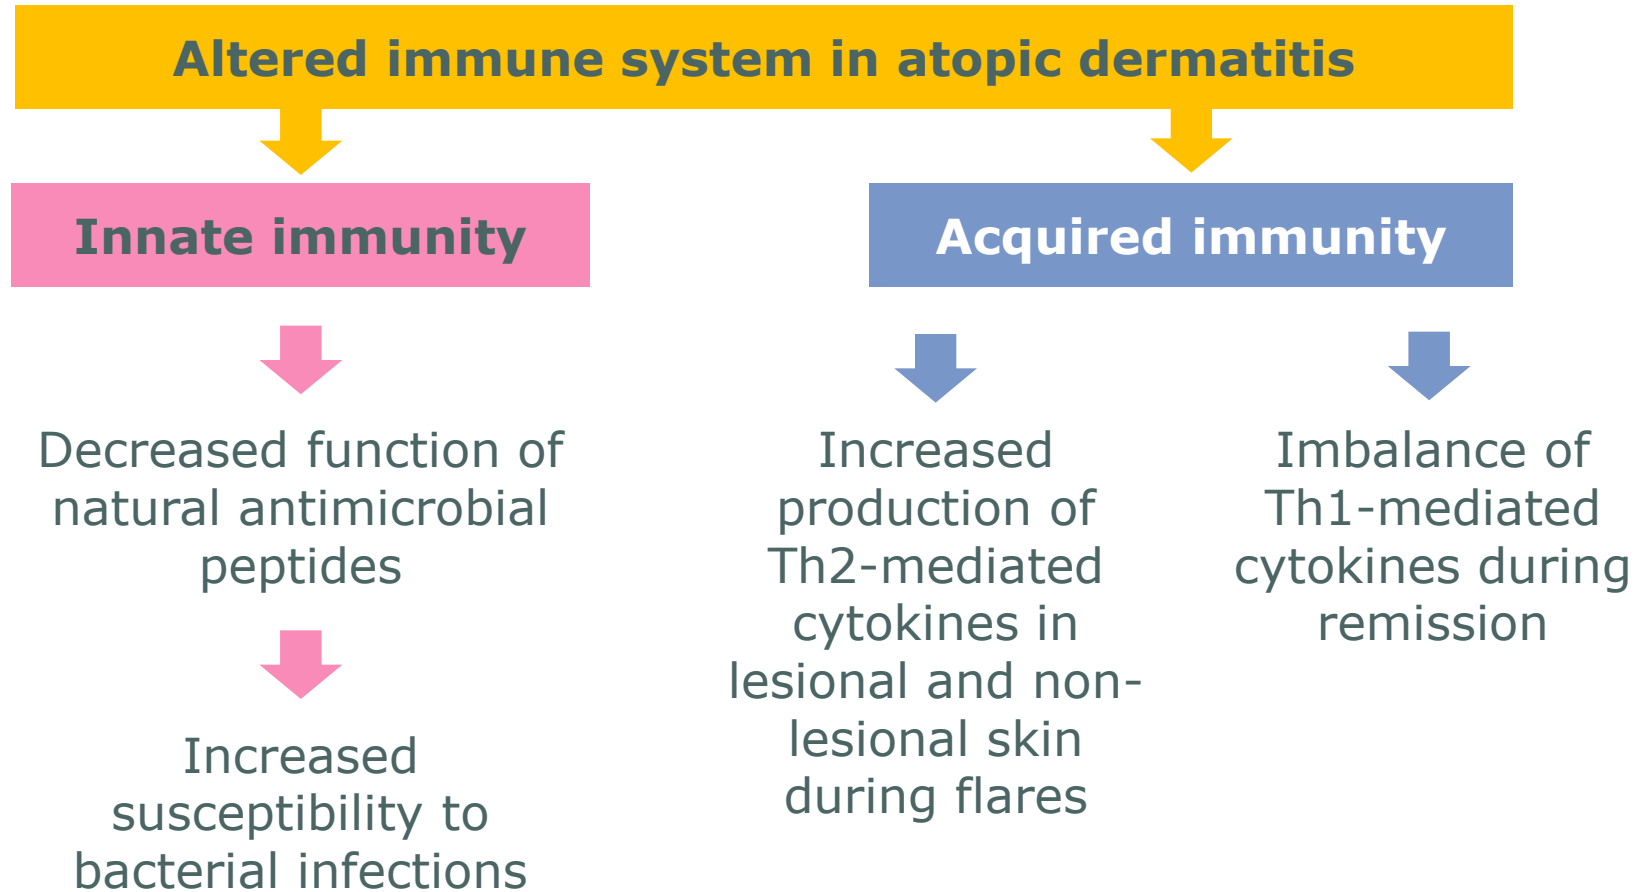 Altered immune system in atopic dermatitis
Innate immunity
Acquired immunity
Decreased function of
natural antimicrobial
peptides
Increased
susceptibility to
bacterial infections
Increased
production of
Th2-mediated
cytokines in
lesional and non-
lesional skin
during flares
Imbalance of
Th1-mediated
cytokines during
remission